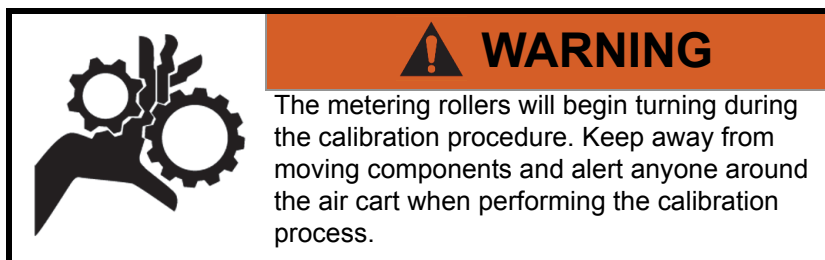 WARNING
The metering rollers will begin turning during
the calibration procedure. Keep away from
moving components and alert anyone around
the air cart when performing the calibration
process.